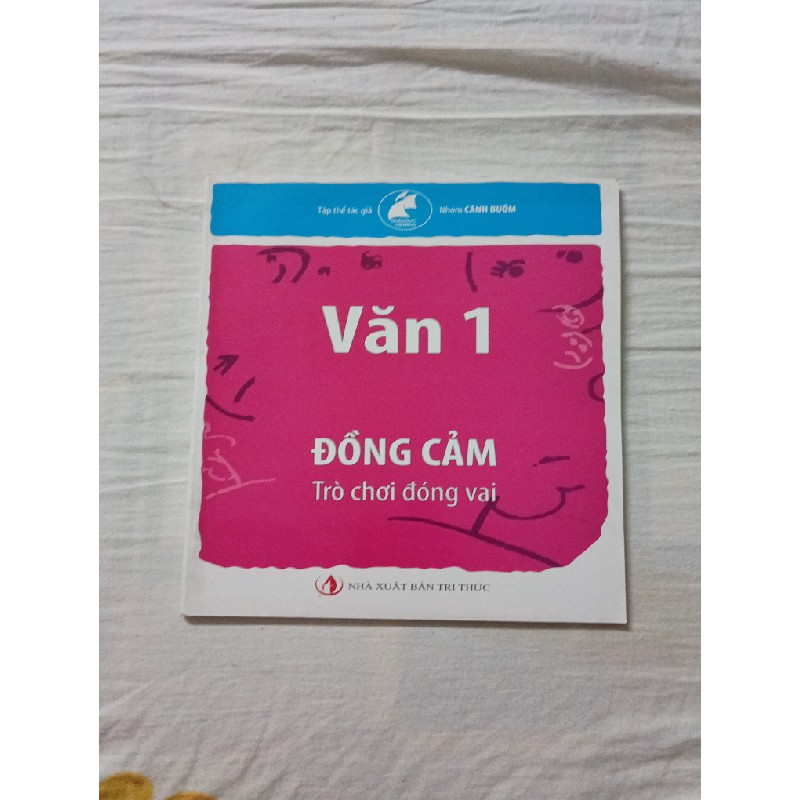 Tập thể tác giả Nhóm CÁNH BUỒM
Văn 1
ĐỒNG CẢM
Trò chơi đóng vai
NHÀ XUẤT BẢN TRI THỨC